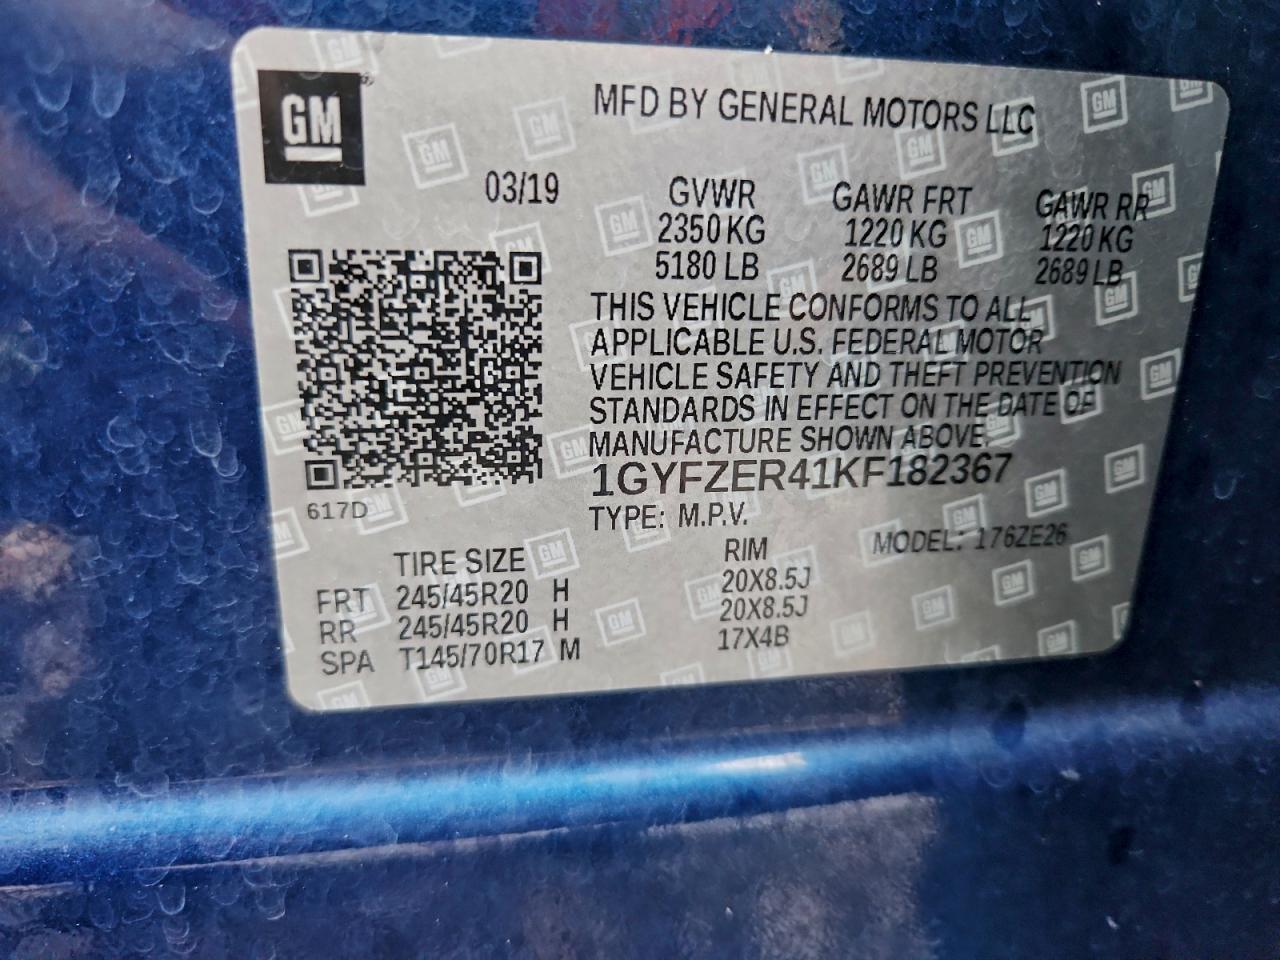 GM
MFD BY GENERAL MOTORS LLC
03/19
GVWR GAWR FRT GAWR RR
2350 KG 1220 KG 1220 KG
5180 LB 2689 LB 2689 LB
THIS VEHICLE CONFORMS TO ALL
APPLICABLE U.S. FEDERAL MOTOR
VEHICLE SAFETY AND THEFT PREVENTION
STANDARDS IN EFFECT ON THE DATE OF
MANUFACTURE SHOWN ABOVE.
1GYFZER41KF182367
617D
TYPE: M.P.V. MODEL: 176ZE26
TIRE SIZE RIM
FRT 245/45R20 H 20X8.5J
RR 245/45R20 H 20X8.5J
SPA T145/70R17 M 17X4B